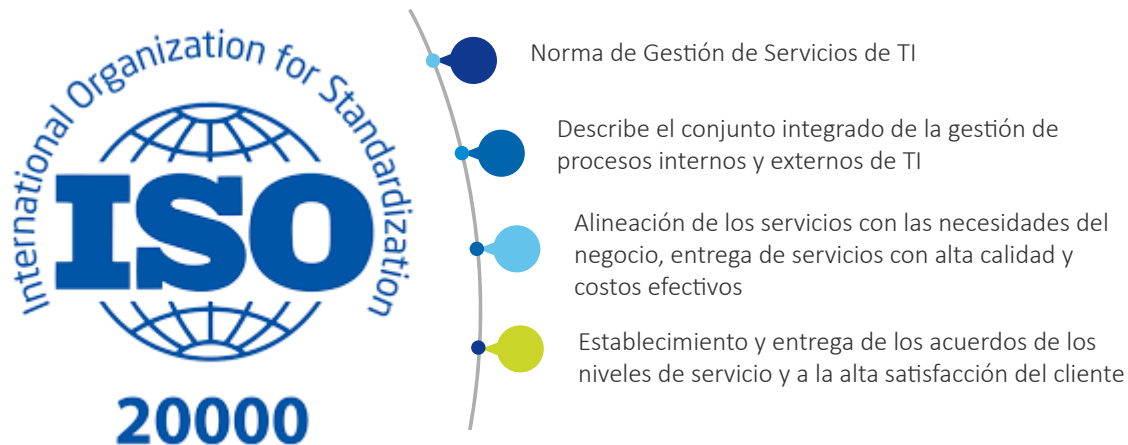 International Organization for Standardization
ISO
20000
Norma de Gestión de Servicios de TI
Describe el conjunto integrado de la gestión de
procesos internos y externos de TI
Alineación de los servicios con las necesidades del
negocio, entrega de servicios con alta calidad y
costos efectivos
Establecimiento y entrega de los acuerdos de los
niveles de servicio y a la alta satisfacción del cliente